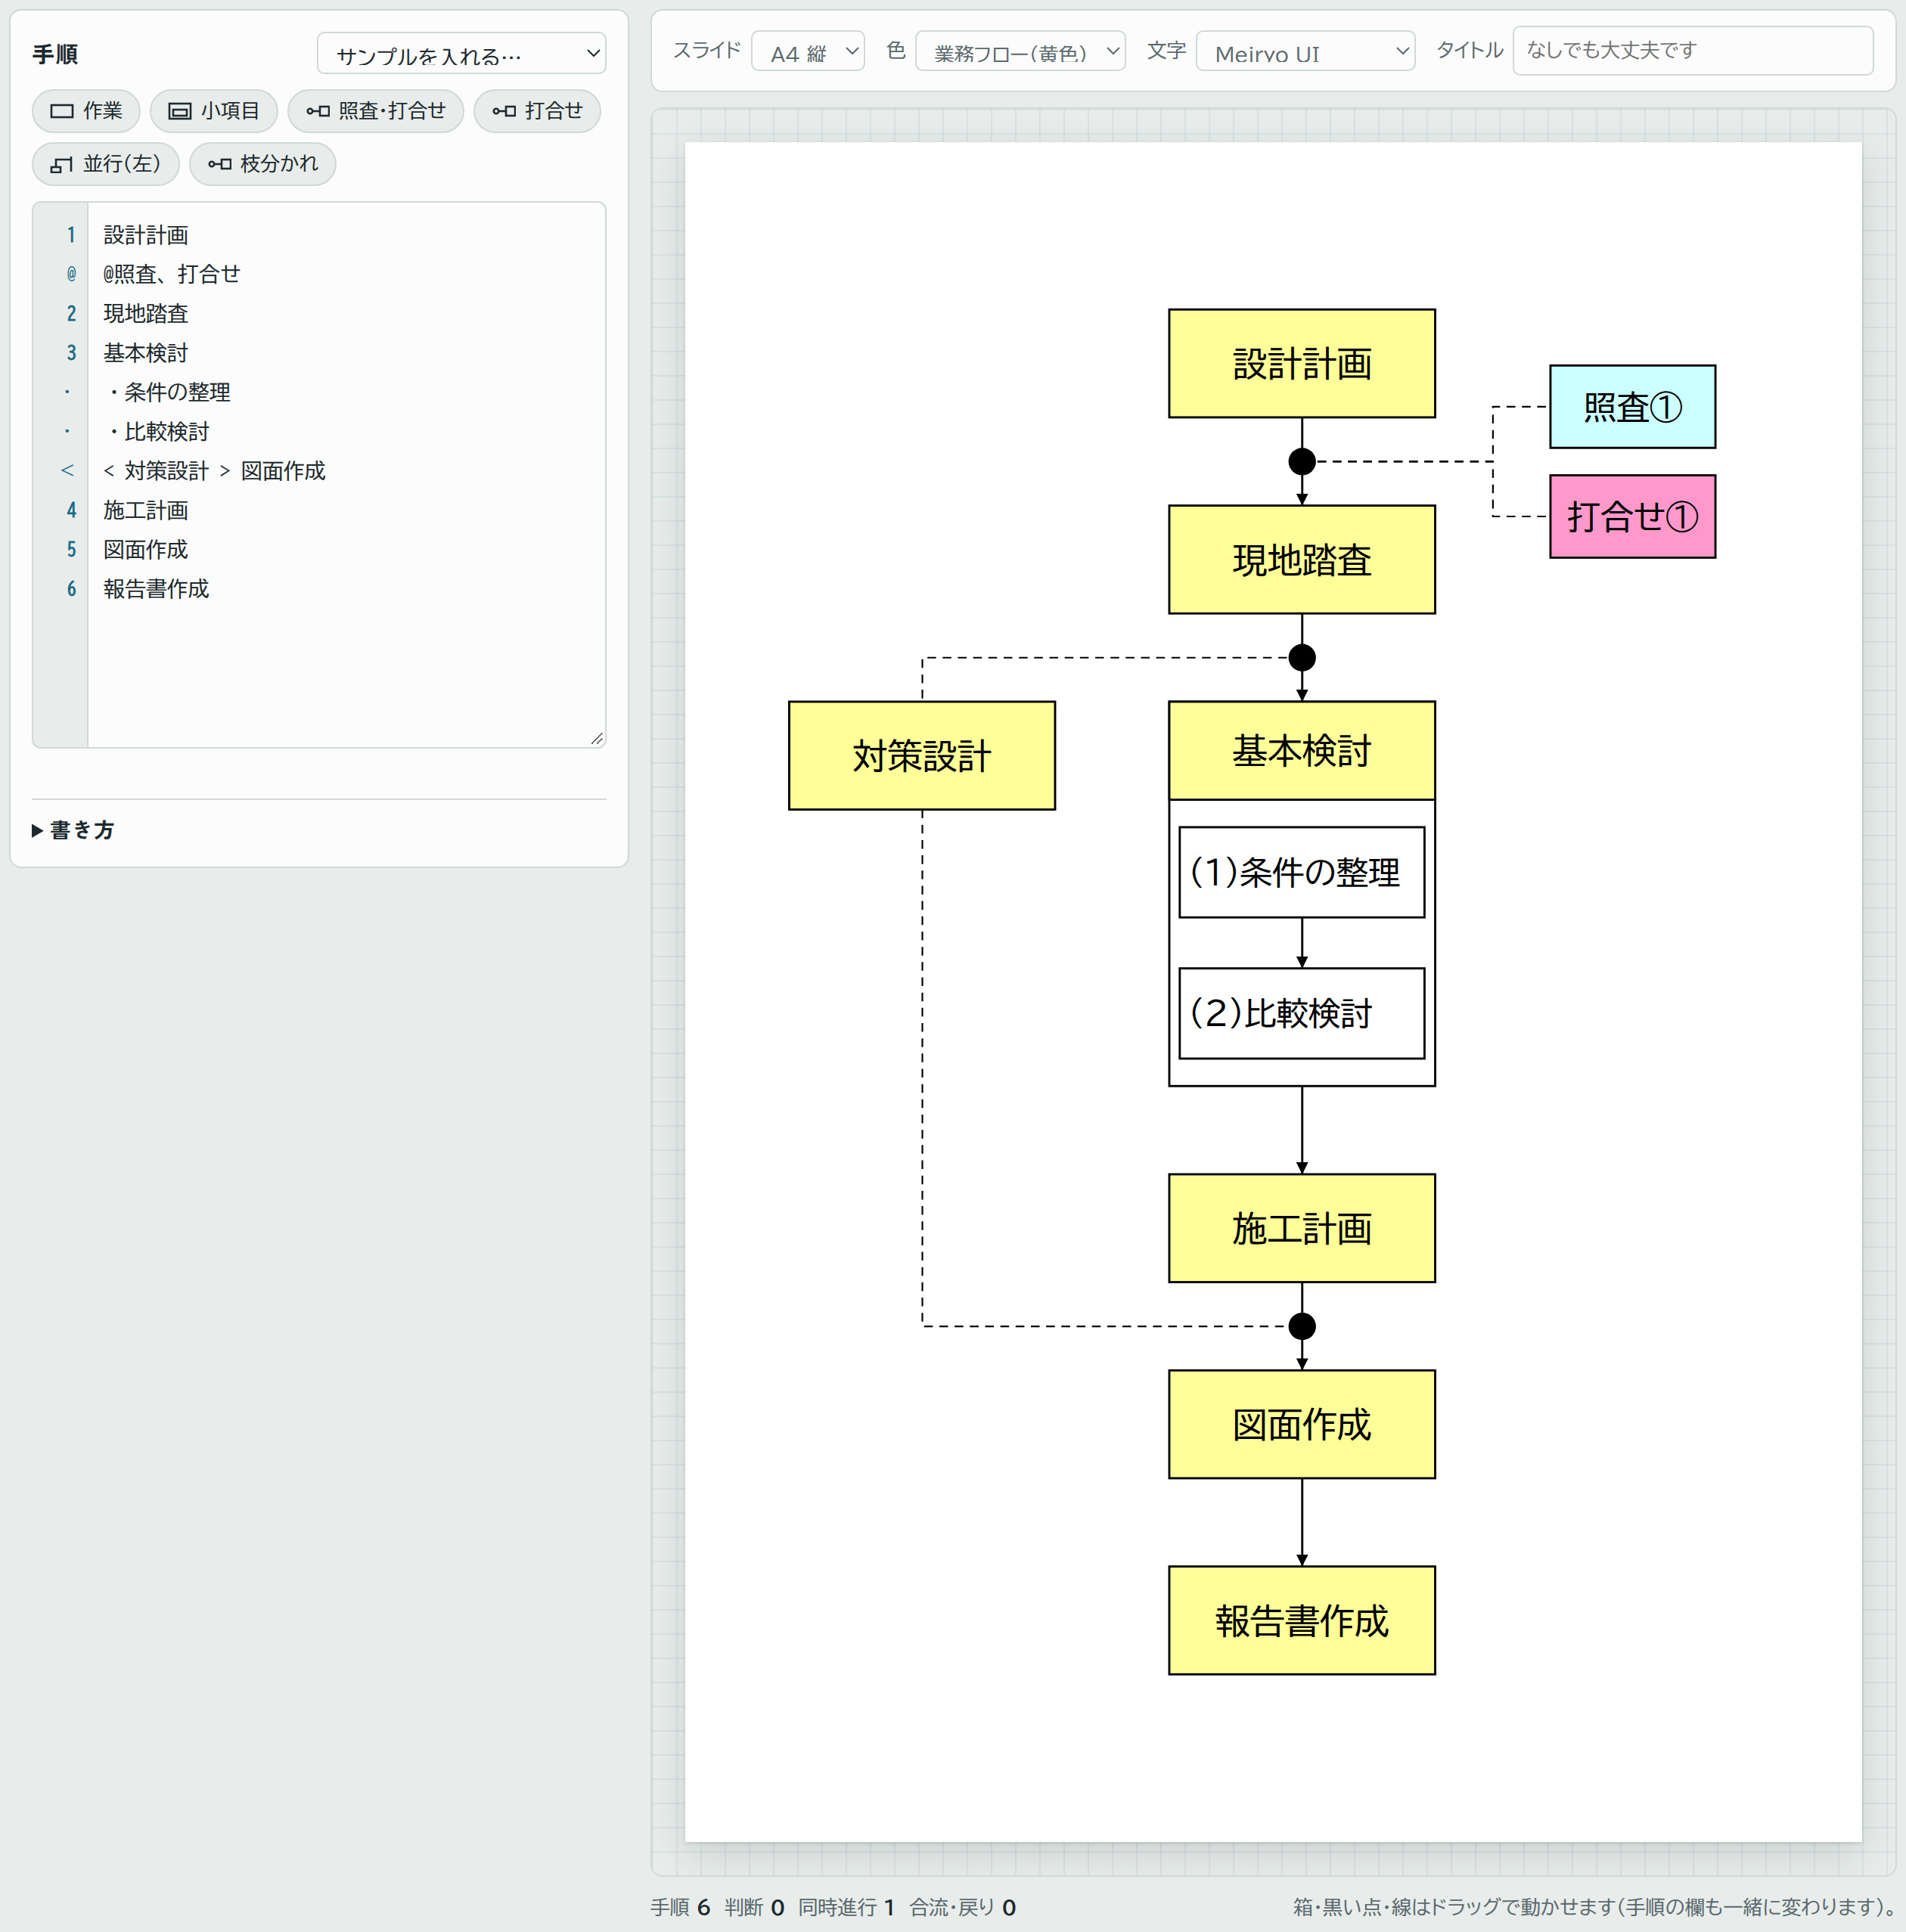 手順
サンプルを入れる…
作業 小項目 照査・打合せ 打合せ
並行(左) 枝分かれ
1 設計計画
@ @照査、打合せ
2 現地踏査
3 基本検討
・ ・条件の整理
・ ・比較検討
< < 対策設計 > 図面作成
4 施工計画
5 図面作成
6 報告書作成
▶ 書き方
スライド A4 縦 色 業務フロー(黄色) 文字 Meiryo UI タイトル なしでも大丈夫です
設計計画
照査①
打合せ①
現地踏査
対策設計
基本検討
(1)条件の整理
(2)比較検討
施工計画
図面作成
報告書作成
手順 6 判断 0 同時進行 1 合流・戻り 0
箱・黒い点・線はドラッグで動かせます(手順の欄も一緒に変わります)。